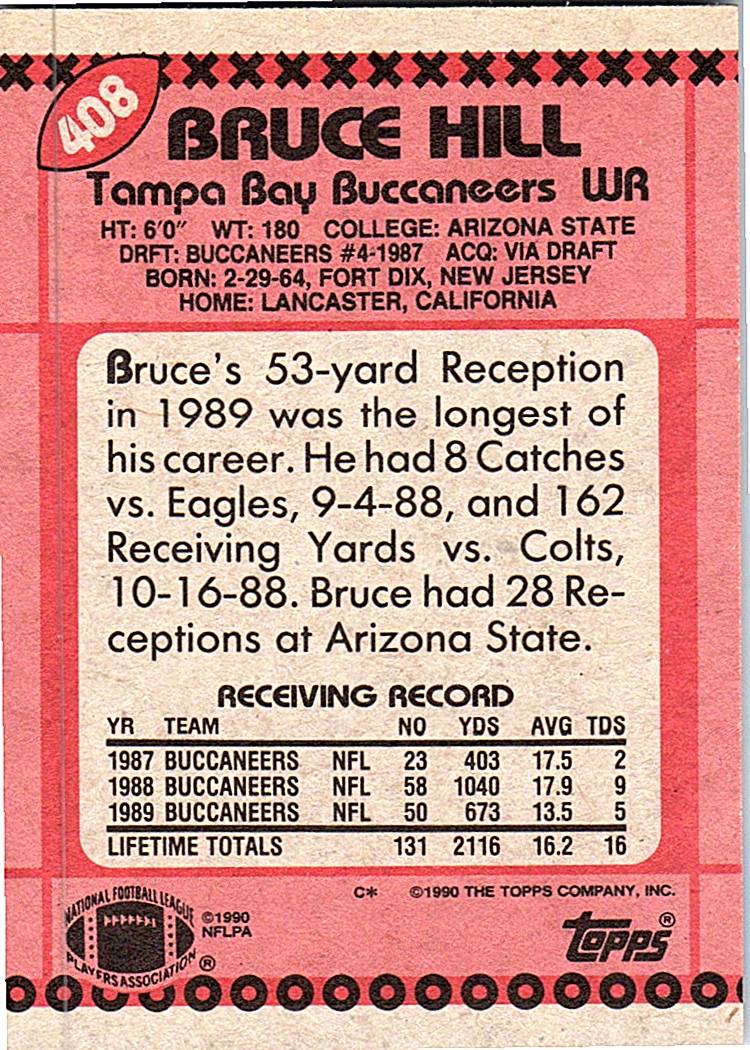 408
BRUCE HILL
Tampa Bay Buccaneers WR
HT: 6'0" WT: 180 COLLEGE: ARIZONA STATE
DRFT: BUCCANEERS #4-1987 ACQ: VIA DRAFT
BORN: 2-29-64, FORT DIX, NEW JERSEY
HOME: LANCASTER, CALIFORNIA
Bruce's 53-yard Reception
in 1989 was the longest of
his career. He had 8 Catches
vs. Eagles, 9-4-88, and 162
Receiving Yards vs. Colts,
10-16-88. Bruce had 28 Re-
ceptions at Arizona State.
RECEIVING RECORD
YR TEAM NO YDS AVG TDS
1987 BUCCANEERS NFL 23 403 17.5 2
1988 BUCCANEERS NFL 58 1040 17.9 9
1989 BUCCANEERS NFL 50 673 13.5 5
LIFETIME TOTALS 131 2116 16.2 16
C* ©1990 THE TOPPS COMPANY, INC.
NATIONAL FOOTBALL LEAGUE
PLAYERS ASSOCIATION ®
©1990
NFLPA
topps ®